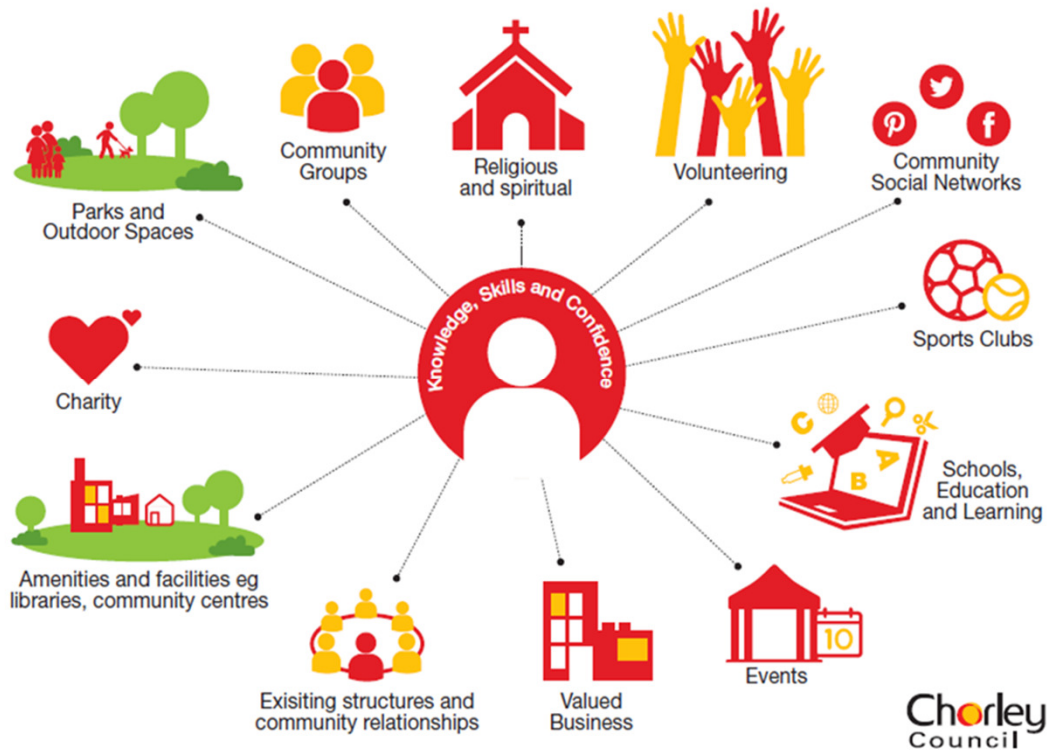 Community
Groups
Religious
and spiritual
Volunteering
Community
Social Networks
Parks and
Outdoor Spaces
Knowledge, Skills and Confidence
Sports Clubs
Charity
A
B
Schools,
Education
and Learning
Amenities and facilities eg
libraries, community centres
Exisiting structures and
community relationships
Valued
Business
10
Events
Chorley
Council